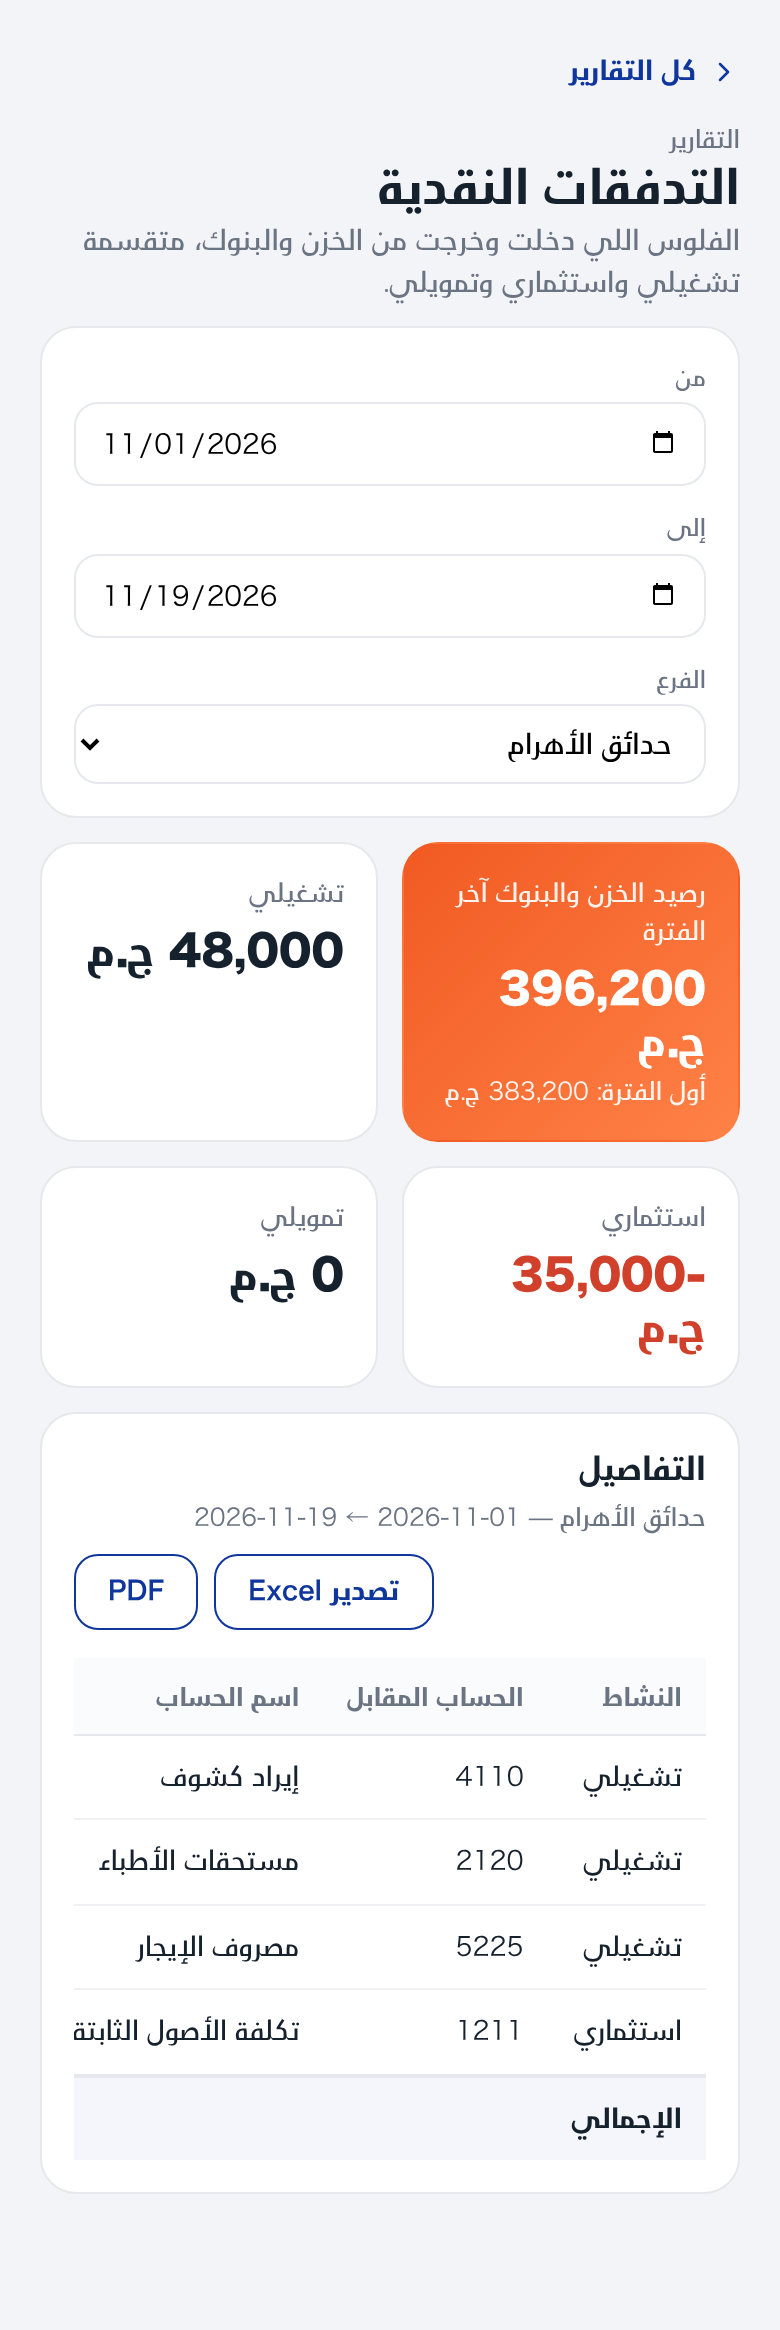 كل التقارير
التقارير
التدفقات النقدية
الفلوس اللي دخلت وخرجت من الخزن والبنوك، متقسمة
تشغيلي واستثماري وتمويلي.
من
11/01/2026
إلى
11/19/2026
الفرع
حدائق الأهرام
رصيد الخزن والبنوك آخر
الفترة
396,200
ج.م
أول الفترة: 383,200 ج.م
تشغيلي
48,000 ج.م
استثماري
-35,000
ج.م
تمويلي
0 ج.م
التفاصيل
حدائق الأهرام — 2026-11-01 ← 2026-11-19
تصدير Excel
PDF
النشاط الحساب المقابل اسم الحساب
تشغيلي 4110 إيراد كشوف
تشغيلي 2120 مستحقات الأطباء
تشغيلي 5225 مصروف الإيجار
استثماري 1211 تكلفة الأصول الثابتة
الإجمالي